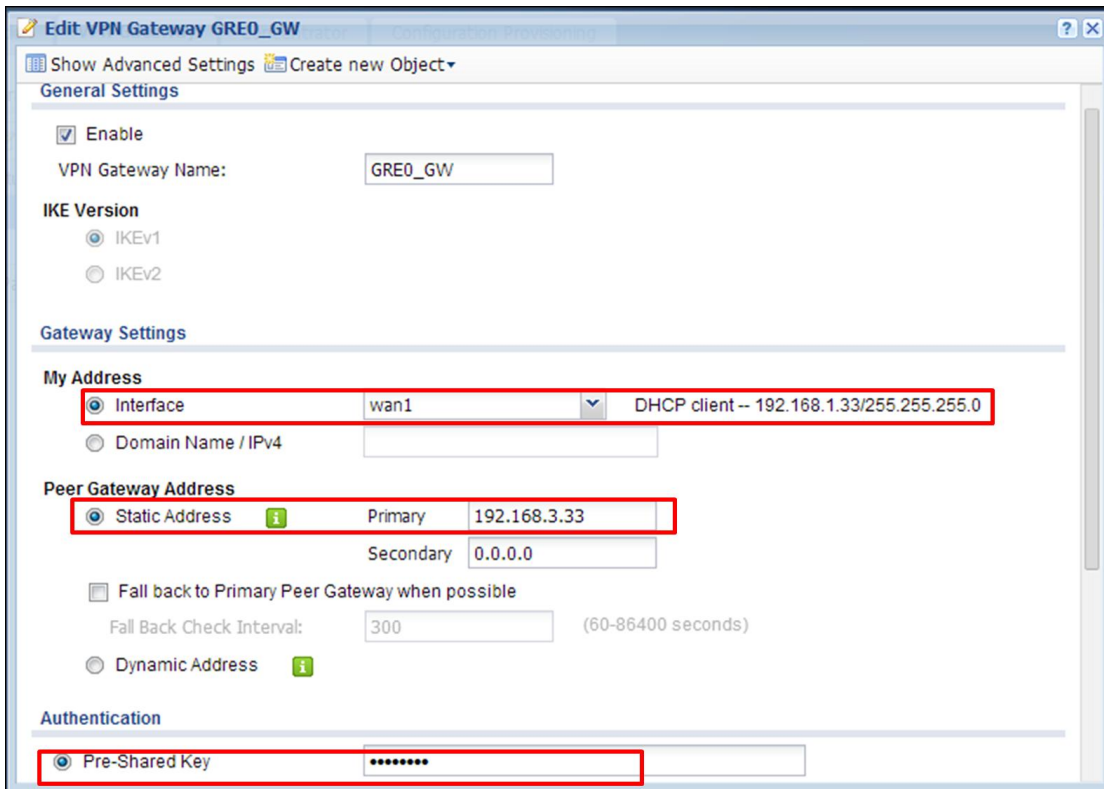 Edit VPN Gateway GRE0_GW
Configuration Provisioning
Show Advanced Settings Create new Object
General Settings
Enable
VPN Gateway Name: GRE0_GW
IKE Version
IKEv1
IKEv2
Gateway Settings
My Address
Interface wan1 DHCP client -- 192.168.1.33/255.255.255.0
Domain Name / IPv4
Peer Gateway Address
Static Address i Primary 192.168.3.33
Secondary 0.0.0.0
Fall back to Primary Peer Gateway when possible
Fall Back Check Interval: 300 (60-86400 seconds)
Dynamic Address i
Authentication
Pre-Shared Key ••••••••